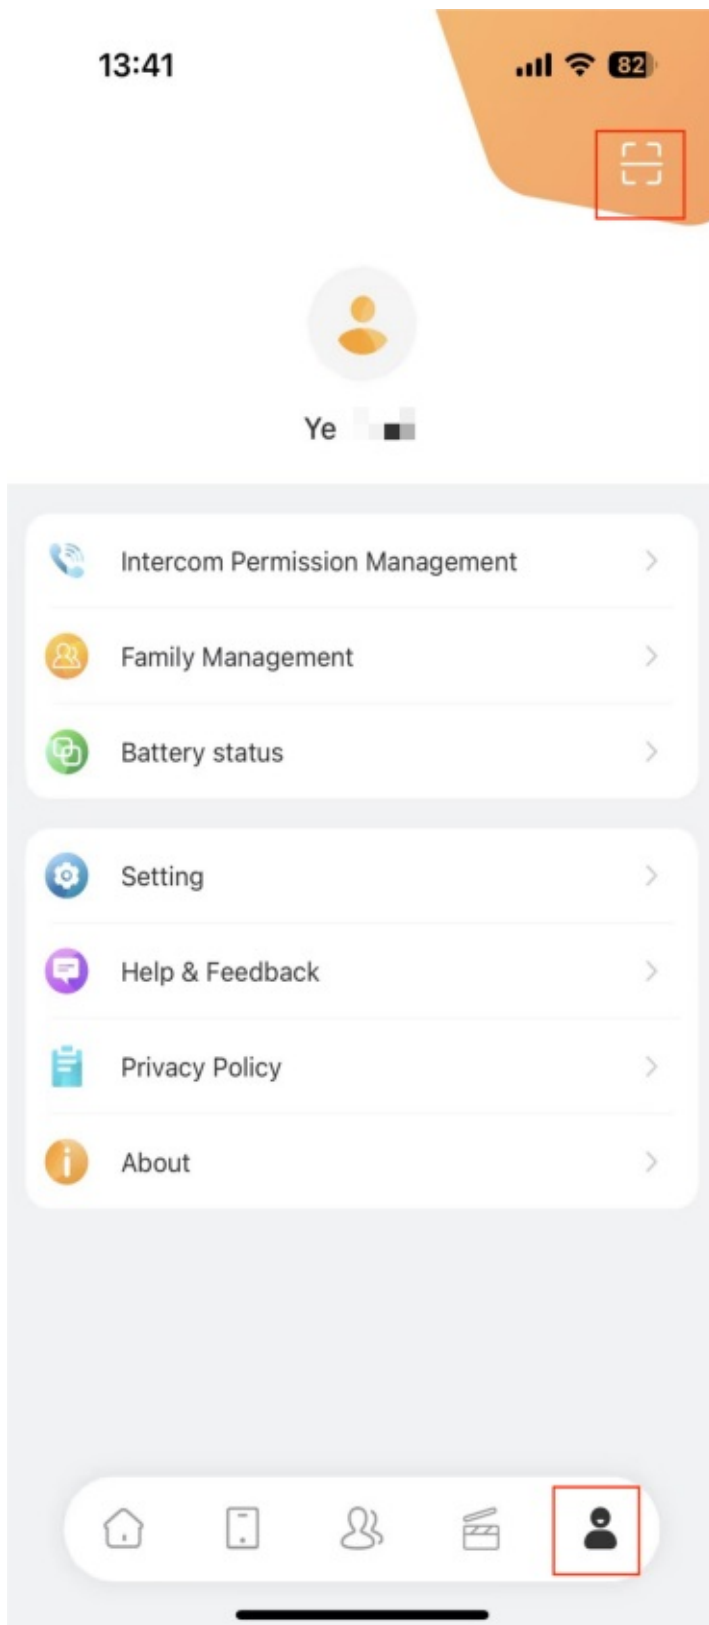 13:41
82
Ye
Intercom Permission Management
Family Management
Battery status
Setting
Help & Feedback
Privacy Policy
About